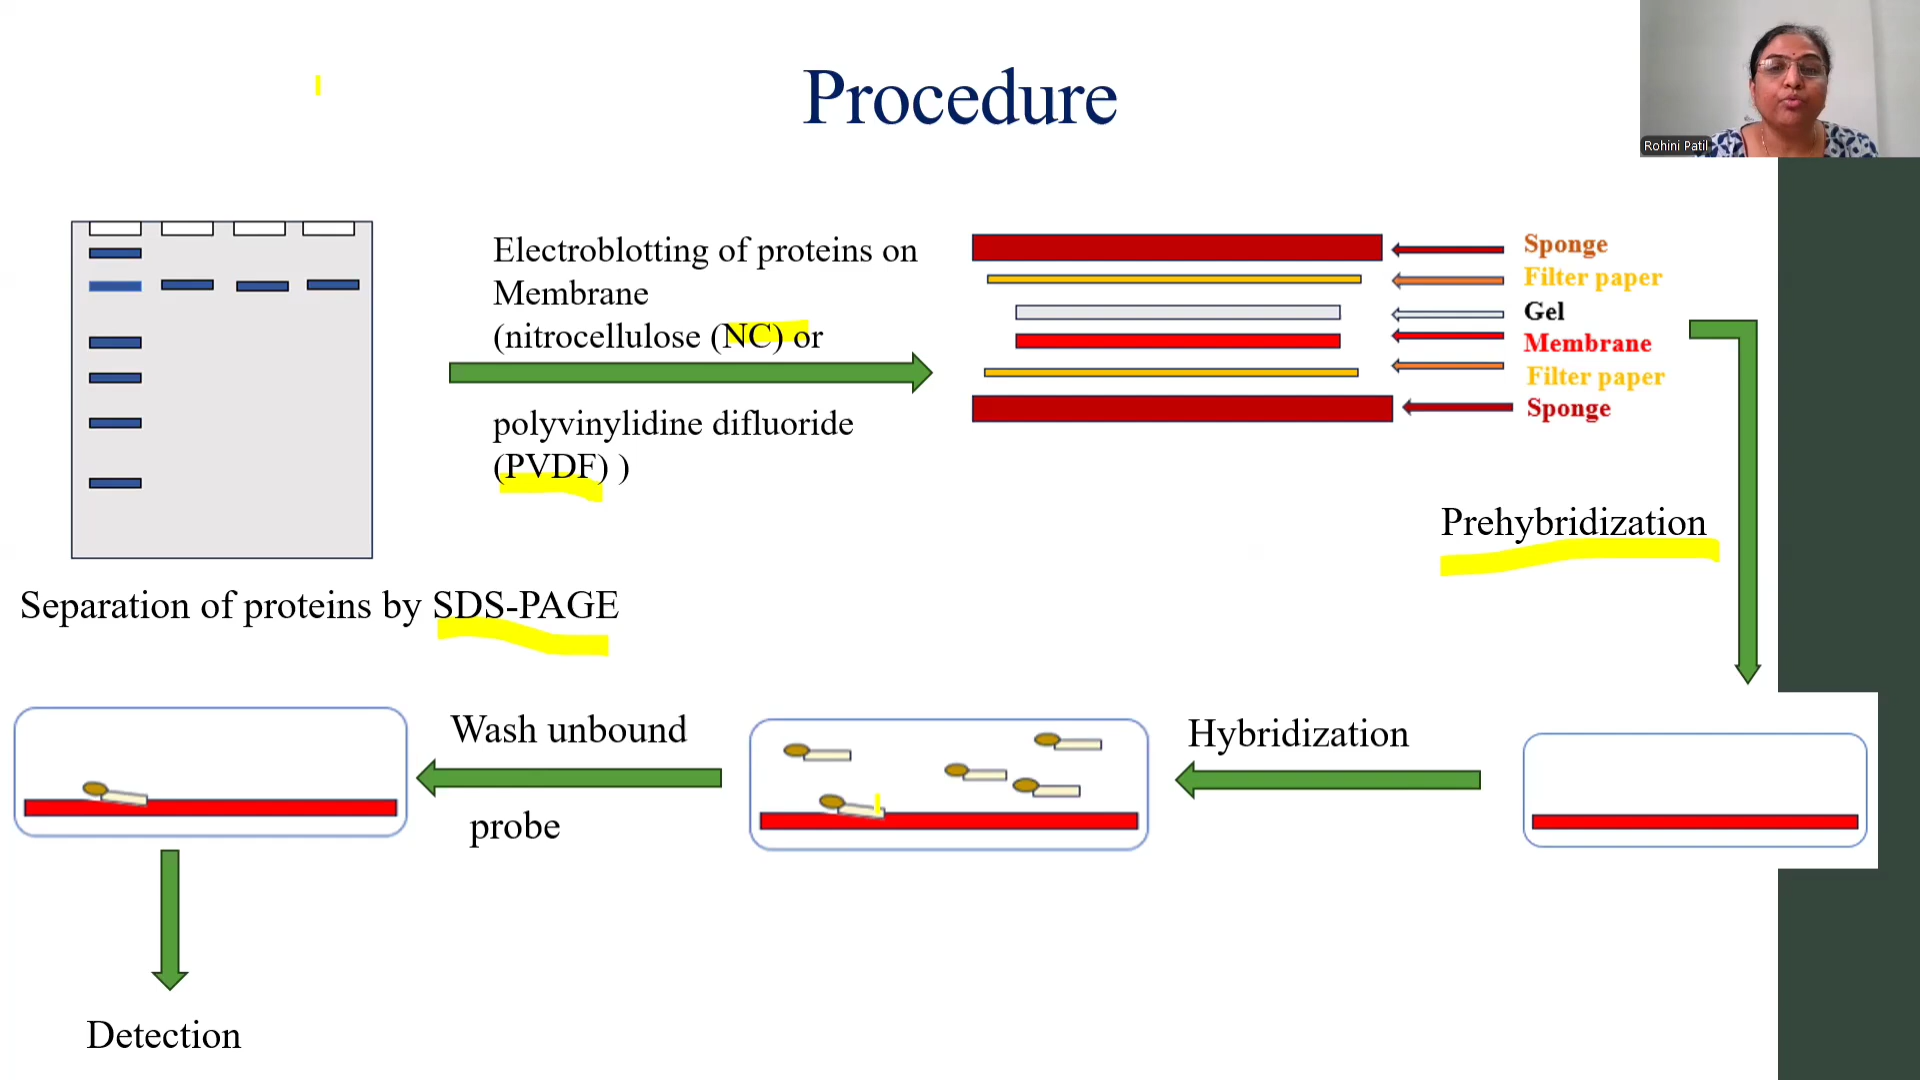 Procedure
Rohini Patil
Electroblotting of proteins on
Membrane
(nitrocellulose (NC) or
polyvinylidine difluoride
(PVDF) )
Sponge
Filter paper
Gel
Membrane
Filter paper
Sponge
Prehybridization
Separation of proteins by SDS-PAGE
Wash unbound
probe
Hybridization
Detection